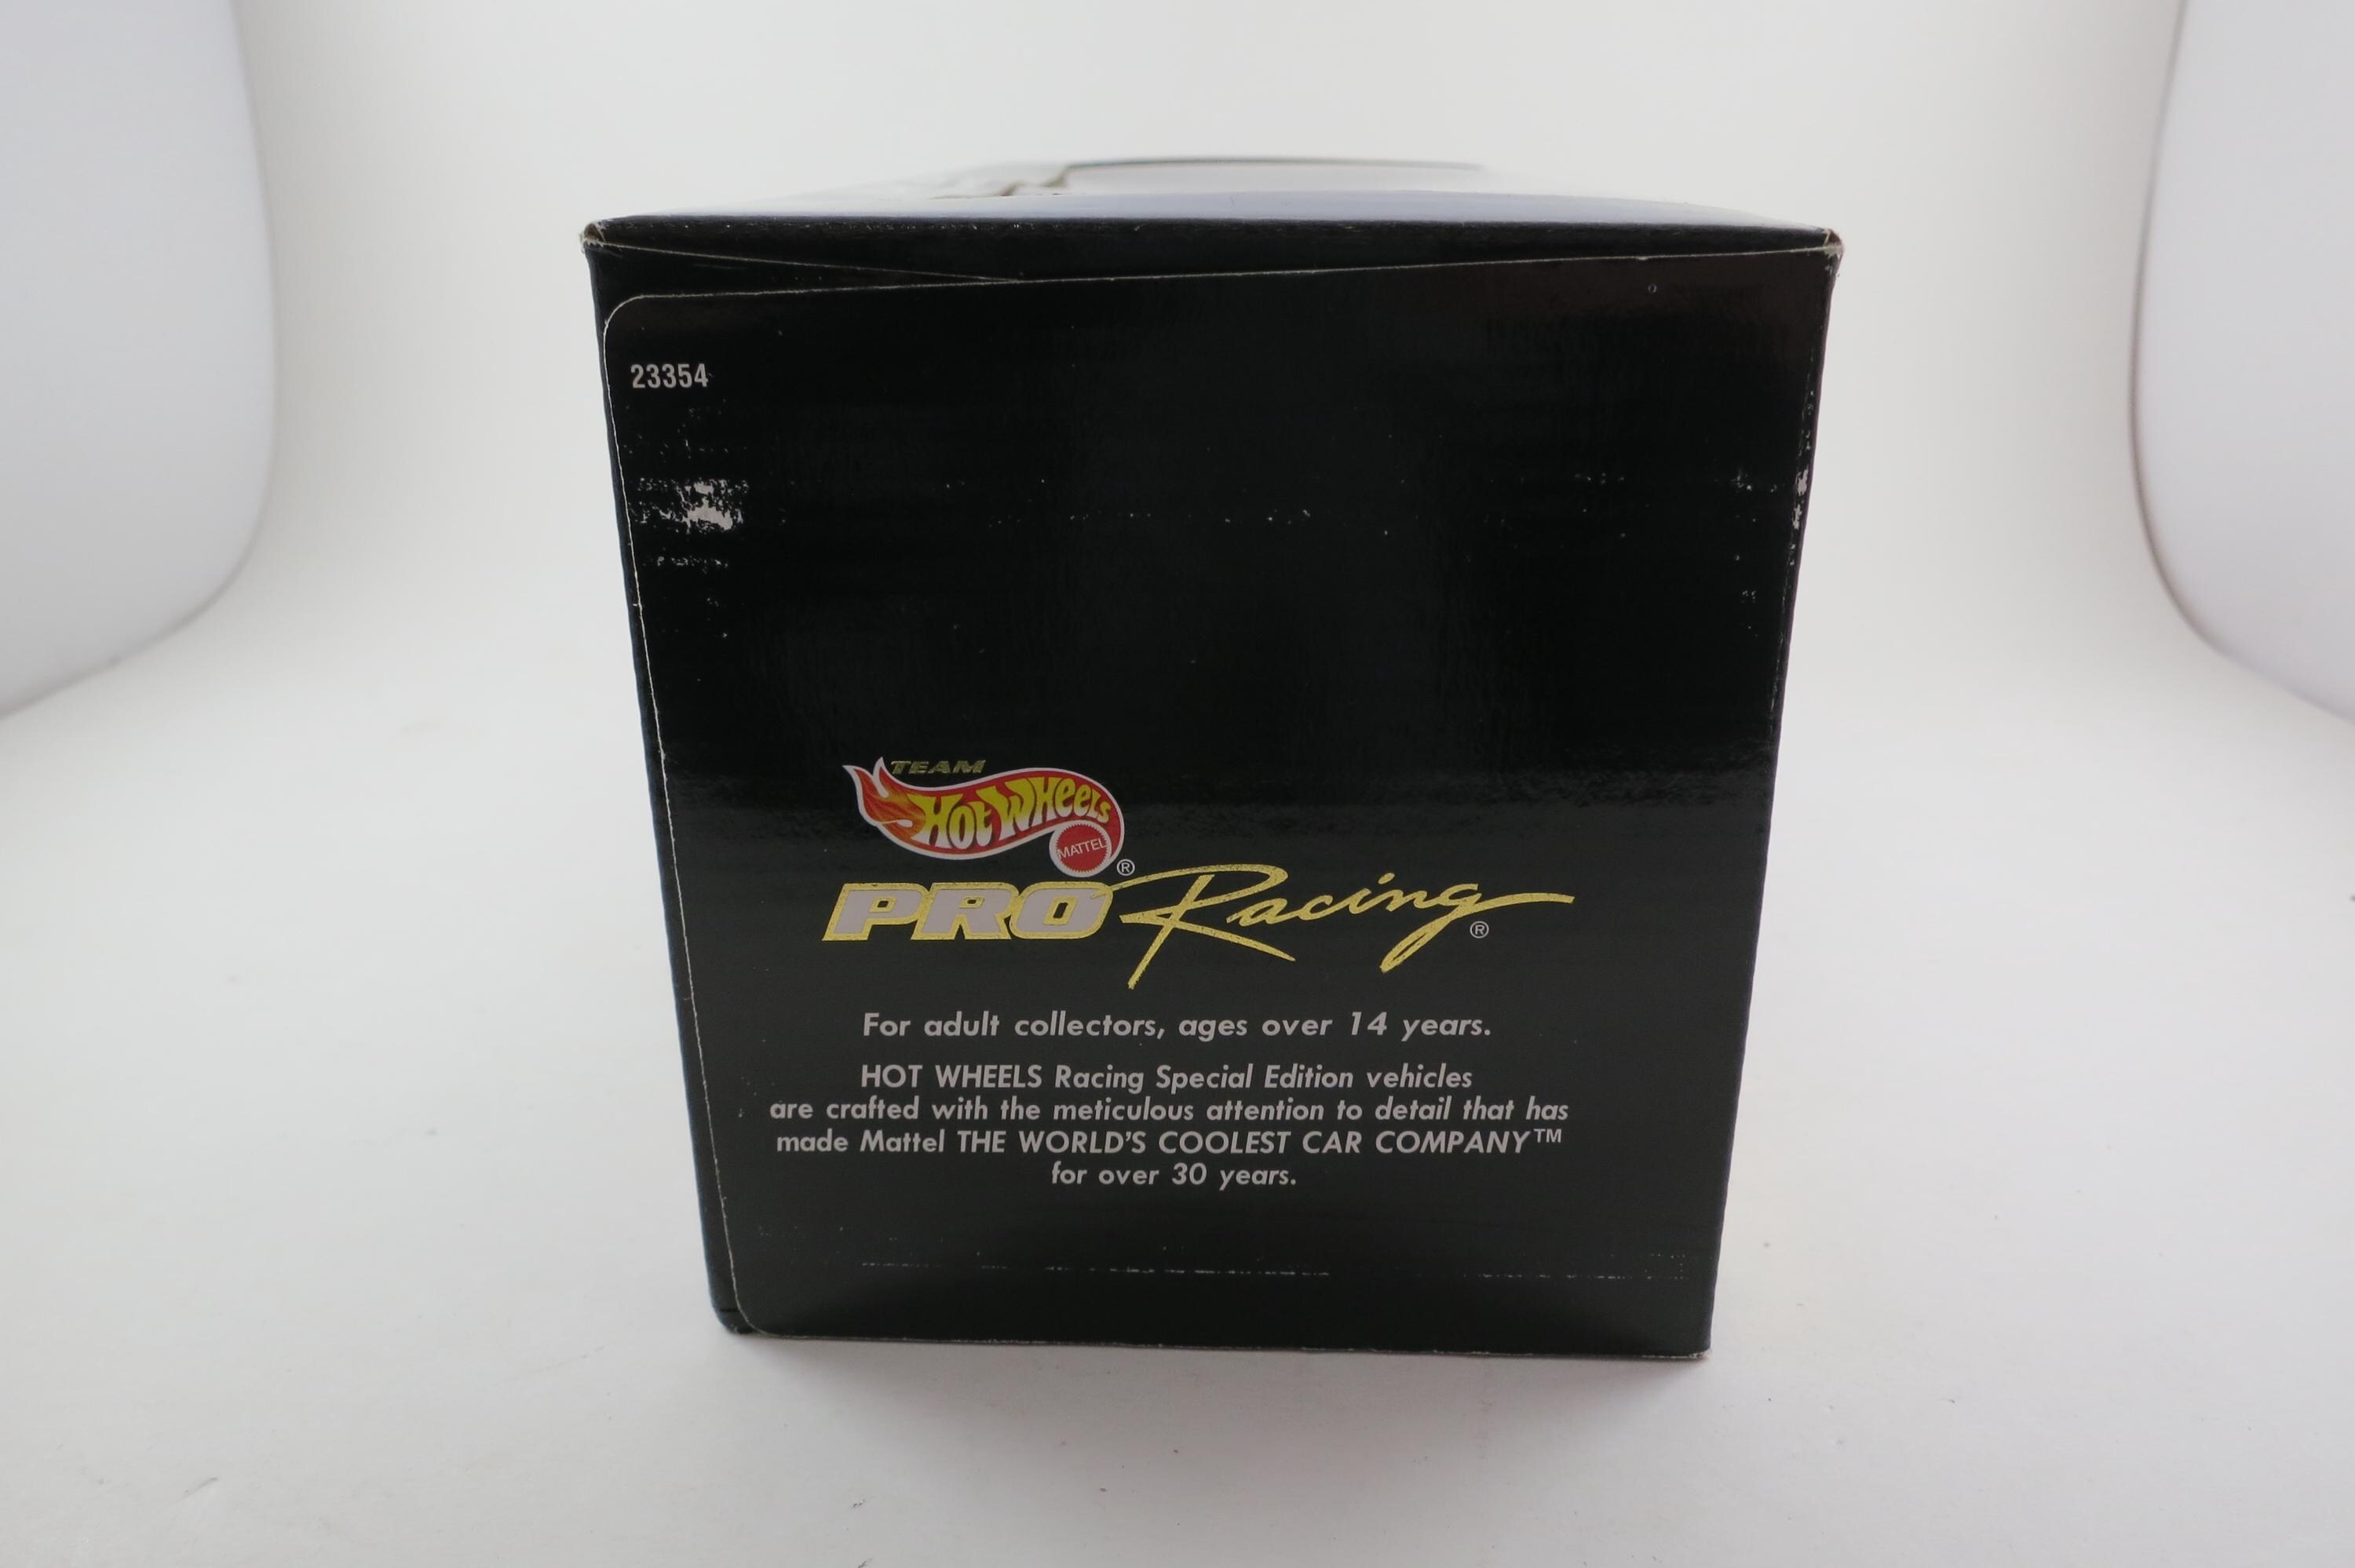 23354
TEAM
Hot Wheels
MATTEL
®
PRO Racing
®
For adult collectors, ages over 14 years.
HOT WHEELS Racing Special Edition vehicles
are crafted with the meticulous attention to detail that has
made Mattel THE WORLD'S COOLEST CAR COMPANY™
for over 30 years.